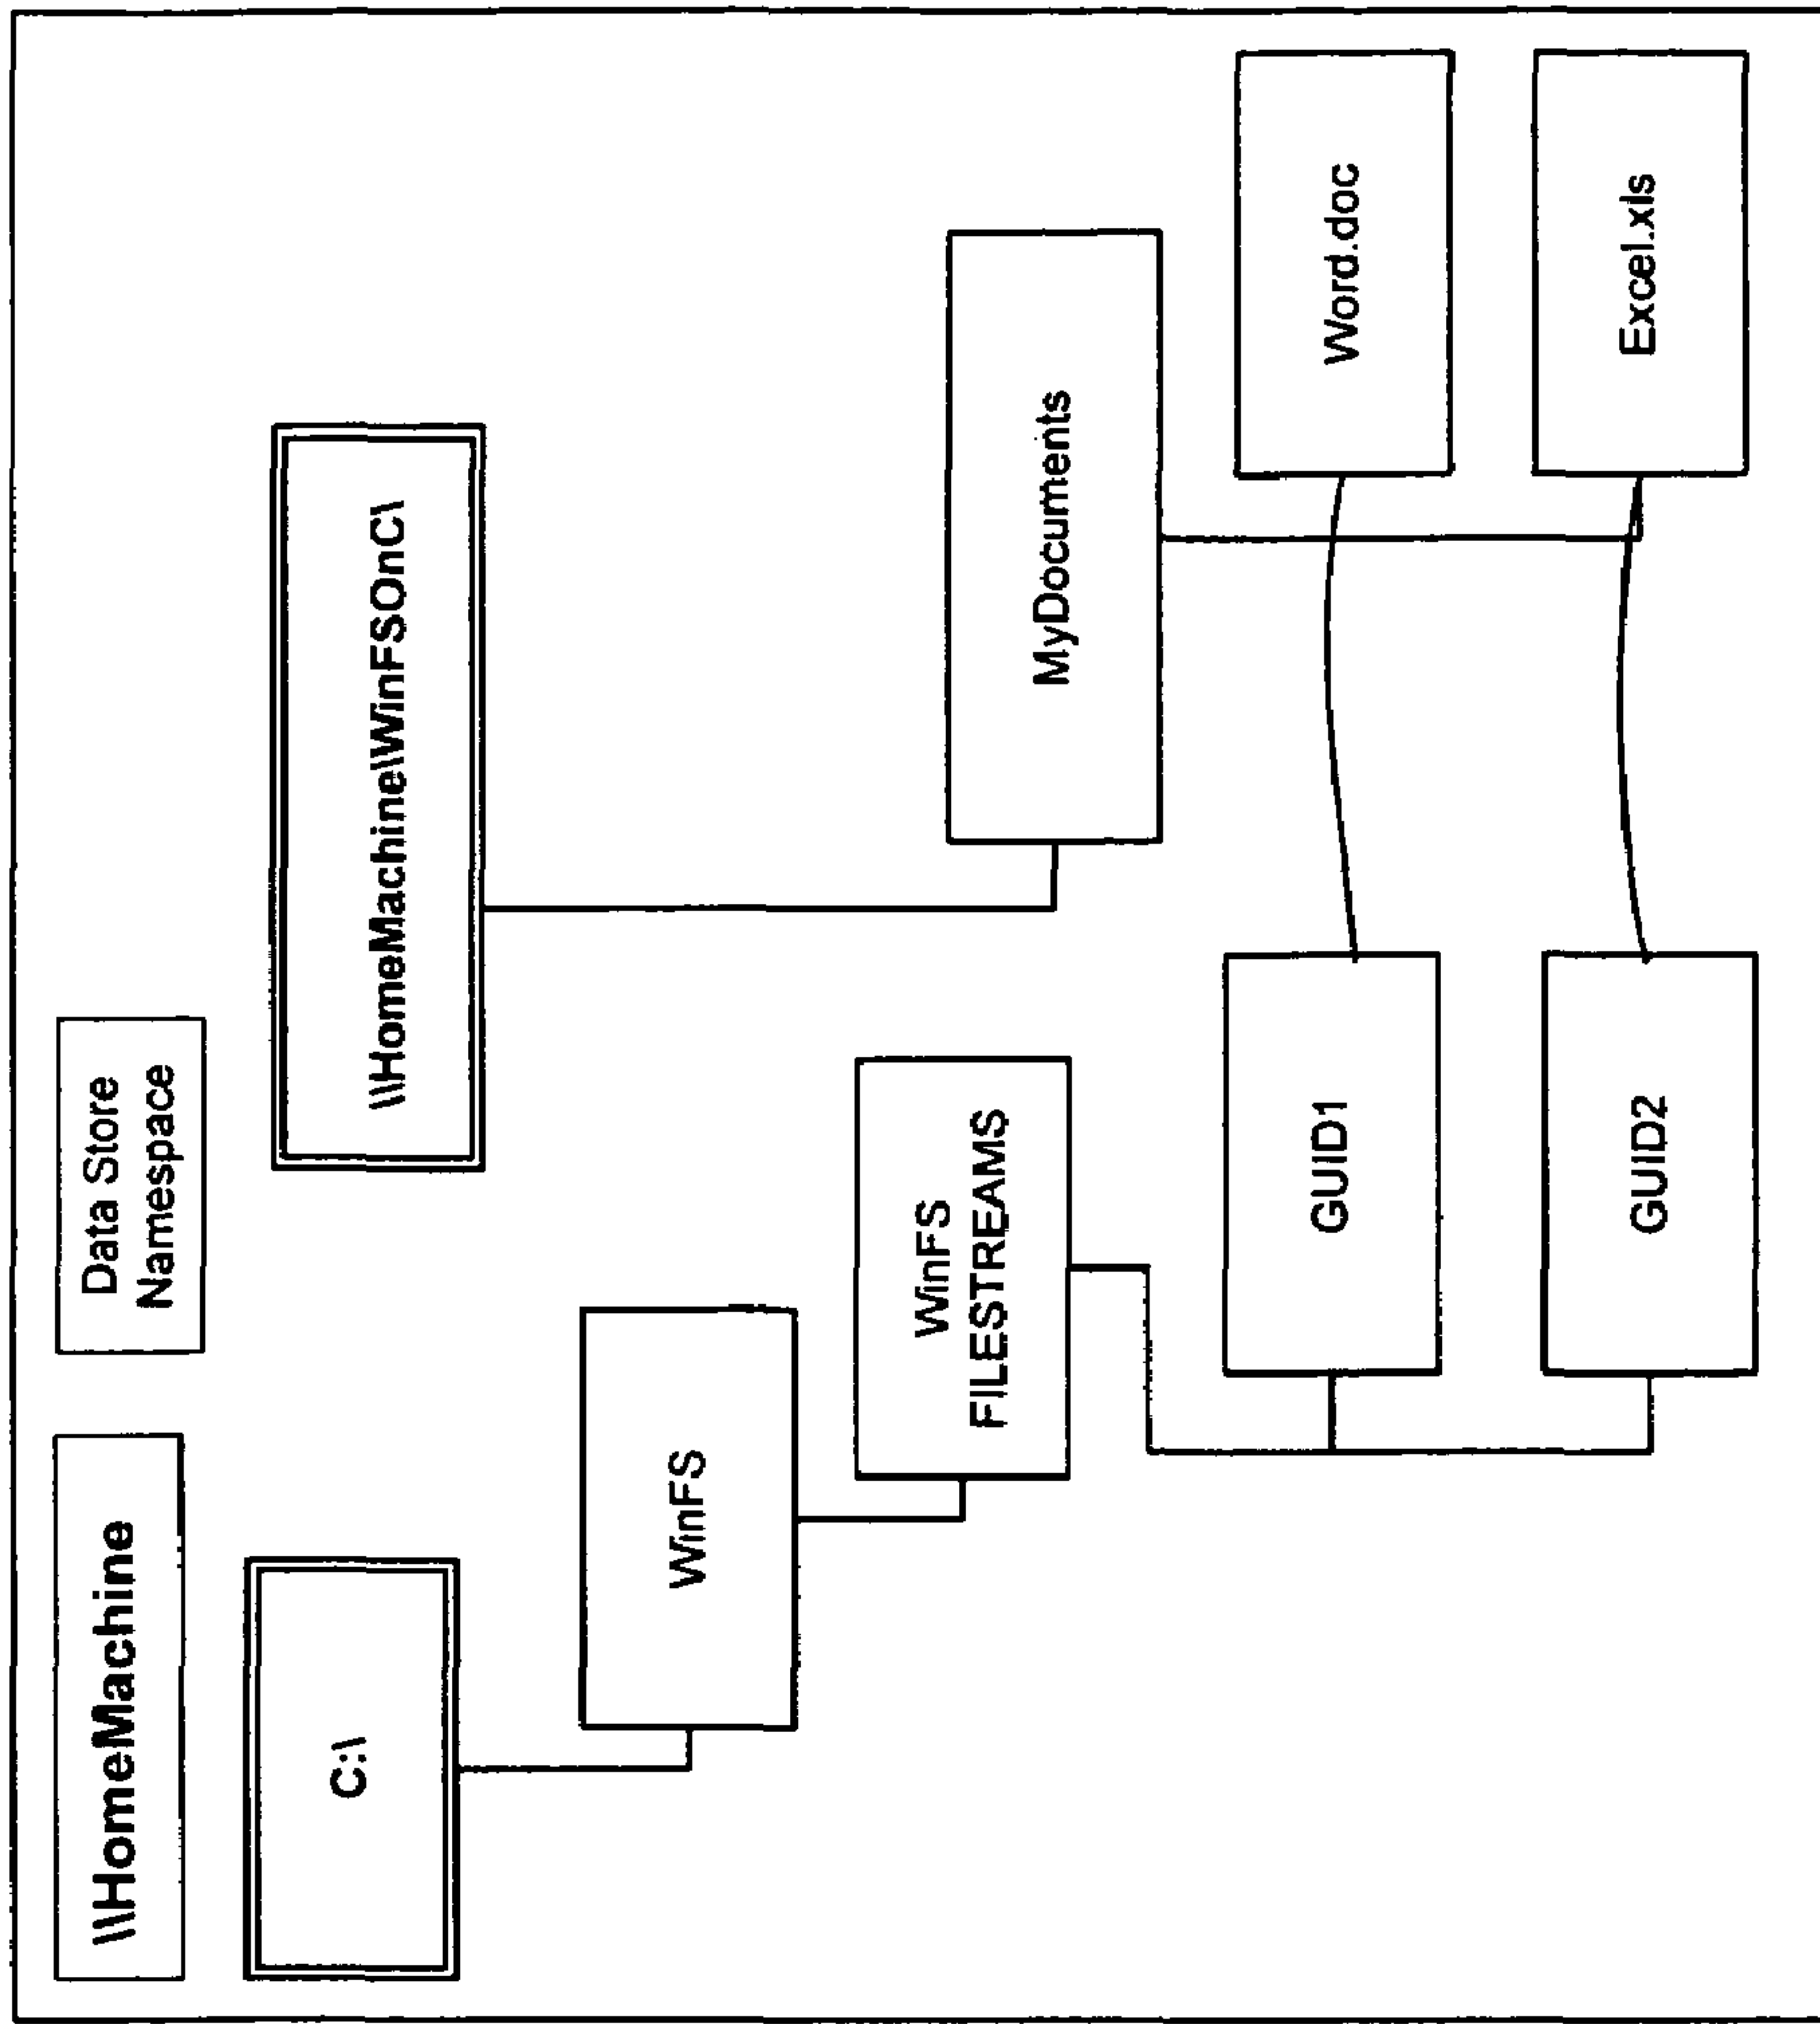 \\HomeMachine
Data Store
Namespace
C:\
\\HomeMachine\WinFSOnC\
WinFS
WinFS
FILESTREAMS
MyDocuments
GUID1
Word.doc
GUID2
Excel.xls